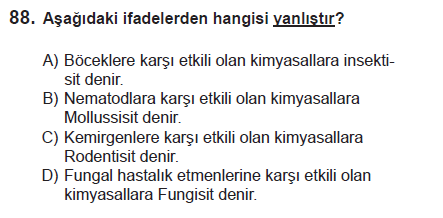 88. Aşağıdaki ifadelerden hangisi yanlıştır?
A) Böceklere karşı etkili olan kimyasallara insekti-
sit denir.
B) Nematodlara karşı etkili olan kimyasallara
Mollussisit denir.
C) Kemirgenlere karşı etkili olan kimyasallara
Rodentisit denir.
D) Fungal hastalık etmenlerine karşı etkili olan
kimyasallara Fungisit denir.